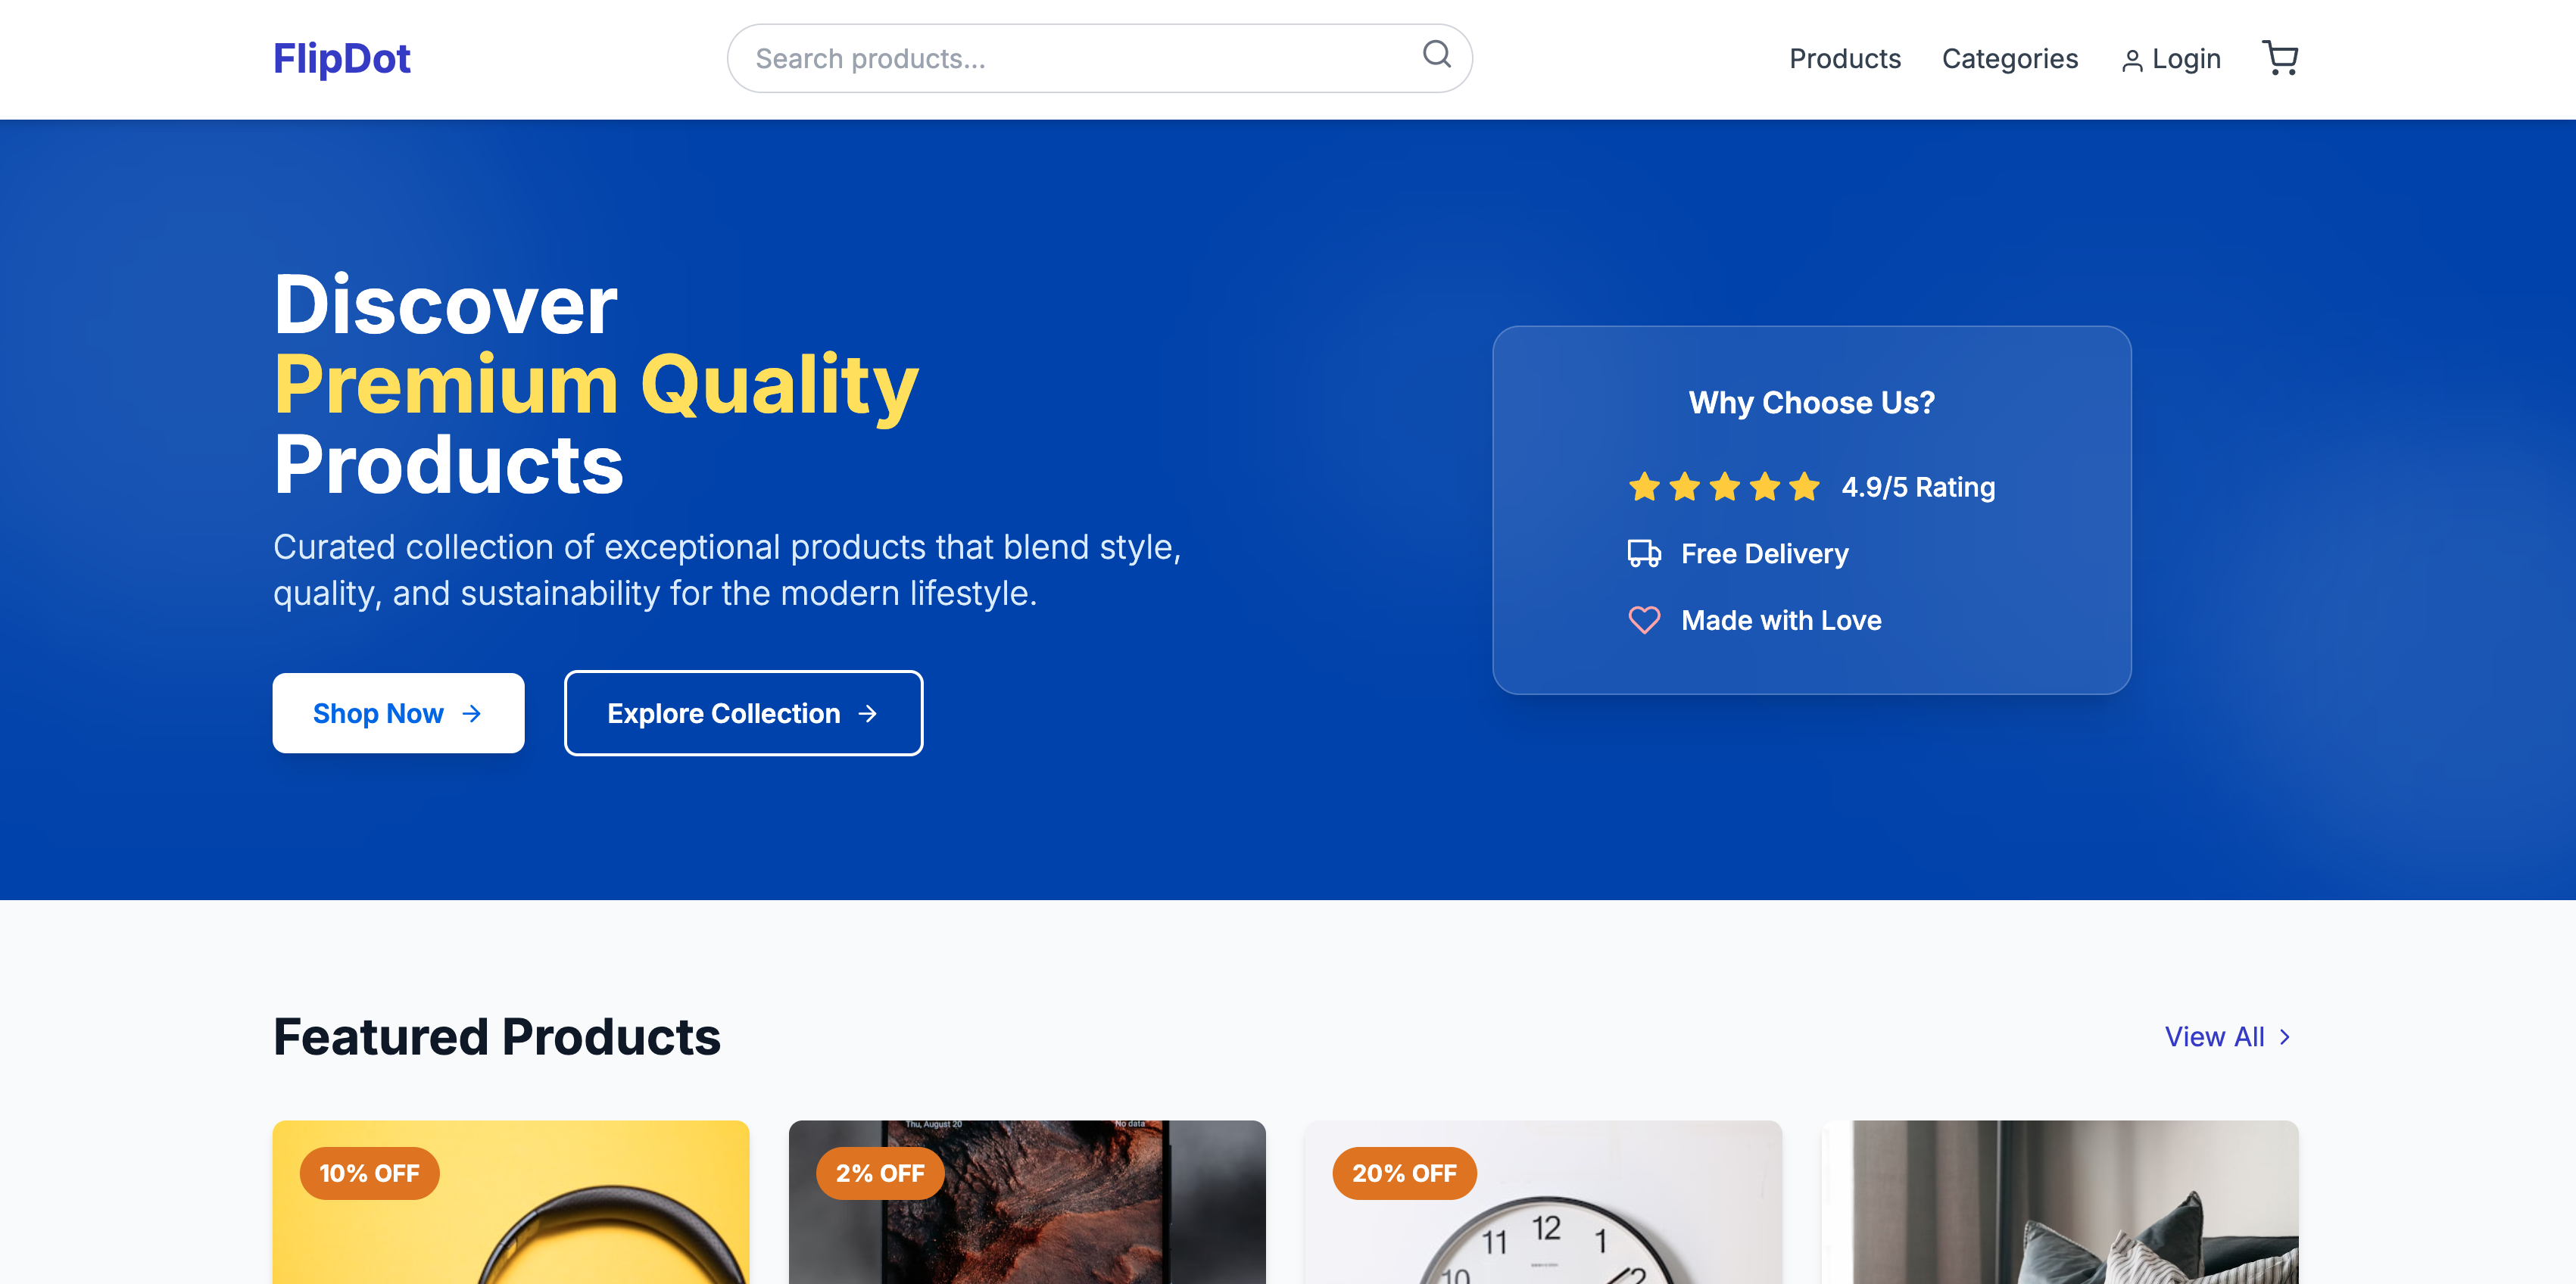 FlipDot
Search products...
Products
Categories
Login
Discover
Premium Quality
Products
Curated collection of exceptional products that blend style,
quality, and sustainability for the modern lifestyle.
Shop Now
Explore Collection
Why Choose Us?
4.9/5 Rating
Free Delivery
Made with Love
Featured Products
View All
10% OFF
2% OFF
Thu, August 20
No data
20% OFF
11 12 1
10 2